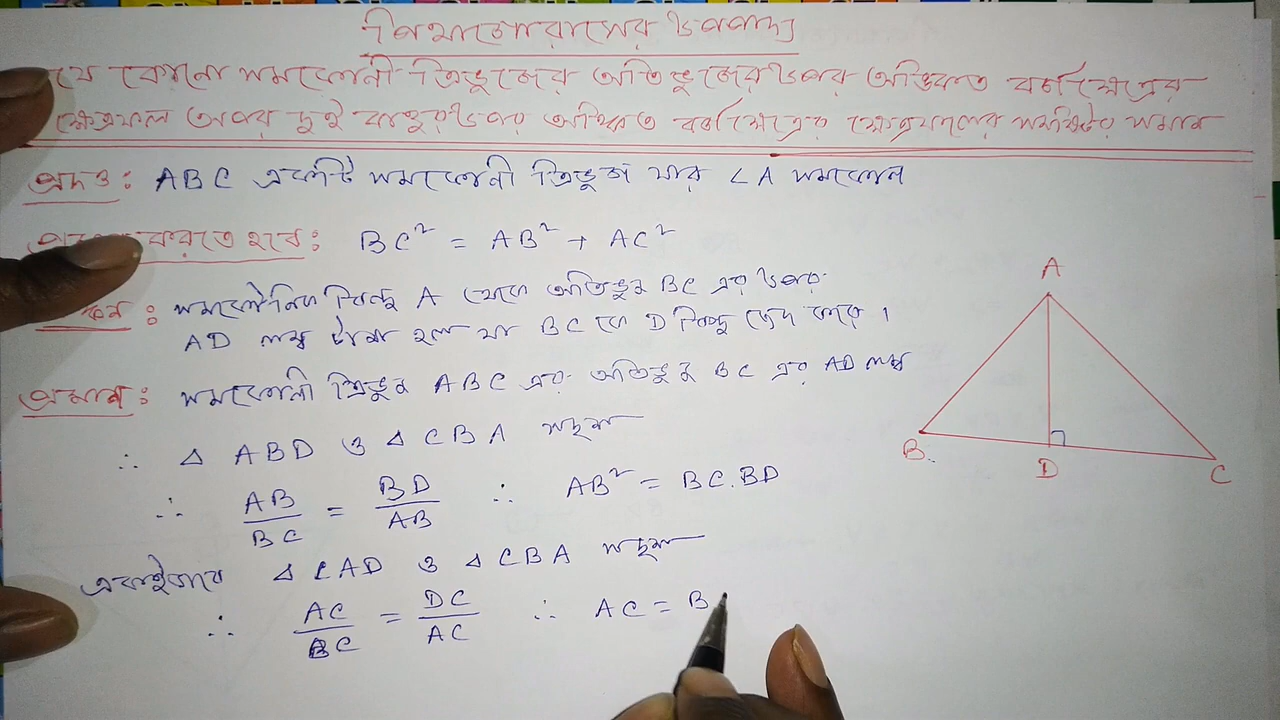 পিথাগোরাসের উপপাদ্য
যে কোনো সমকোনী ত্রিভুজের অতিভুজের উপর অঙ্কিত বর্গক্ষেত্রের
ক্ষেত্রফল অপর দুই বাহুর উপর অঙ্কিত বর্গক্ষেত্রের ক্ষেত্রফলের সমষ্টির সমান
প্রদত্ত : ABC একটি সমকোনী ত্রিভুজ যার ∠A সমকোন
করতে হবে : BC² = AB² + AC²
: সমকৌনিক বিন্দু A থেকে অতিভুজ BC এর উপর
AD লম্ব টানা হল যা BC কে D বিন্দু ছেদ করে ।
প্রমান : সমকোনী ত্রিভুজ ABC এর অতিভুজ BC এর AD লম্ব
∴ △ ABD ও △ CBA সদৃশ
∴ AB/BC = BD/AB ∴ AB² = BC.BD
একইভাবে △ CAD ও △ CBA সদৃশ
∴ AC/BC = DC/AC ∴ AC = B
A
B.
D
C